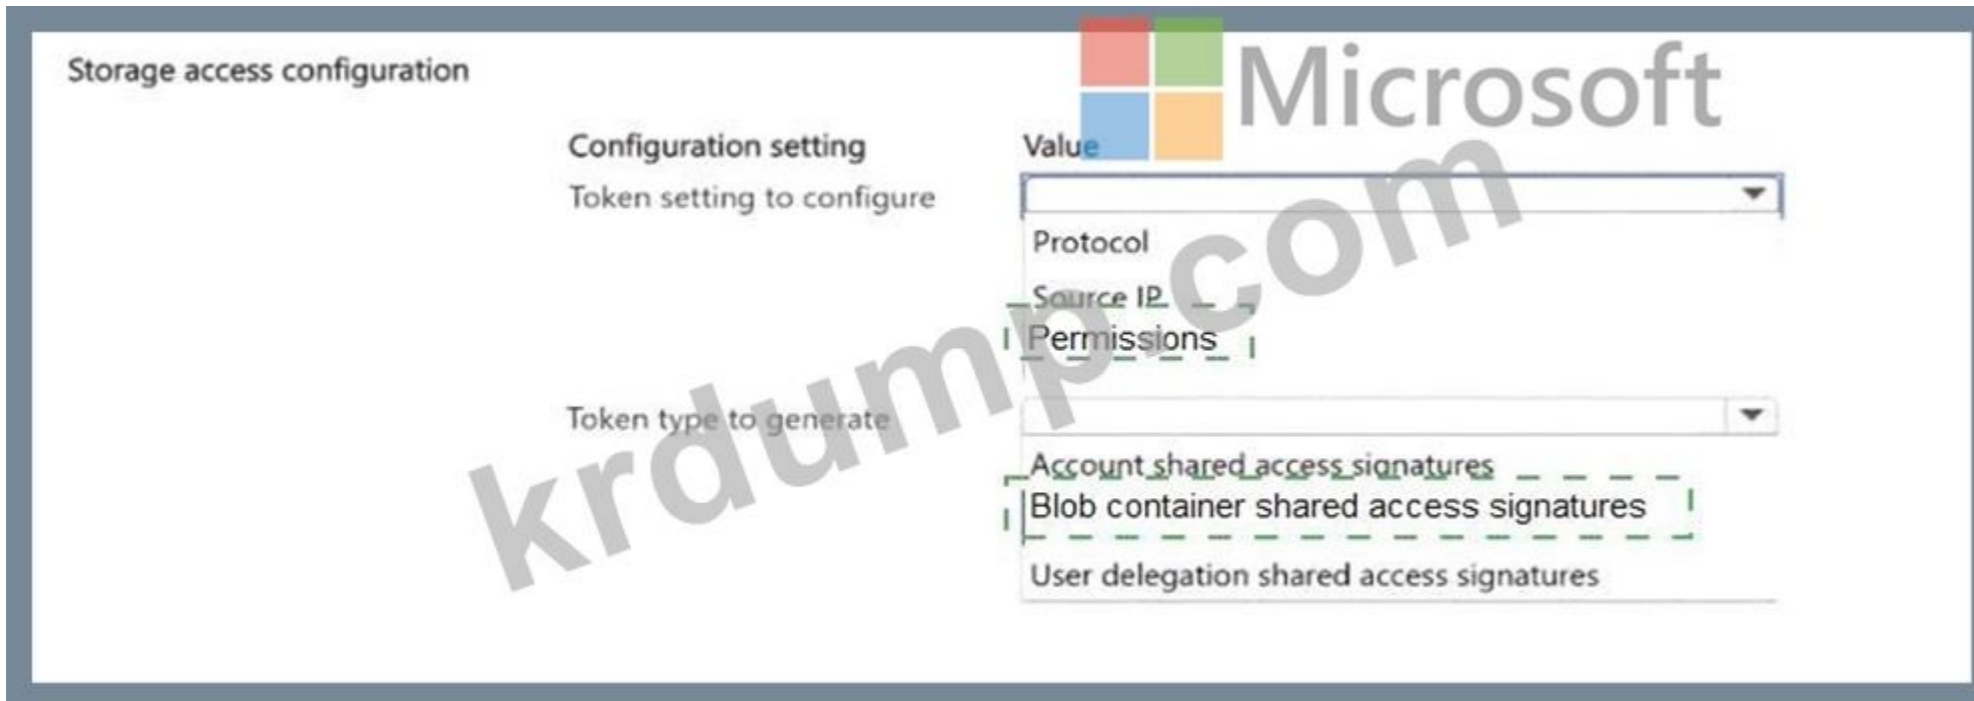 Microsoft
Storage access configuration
Configuration setting Value
Token setting to configure
Protocol
Source IP
Permissions
Token type to generate
Account shared access signatures
Blob container shared access signatures
User delegation shared access signatures
krdump.com